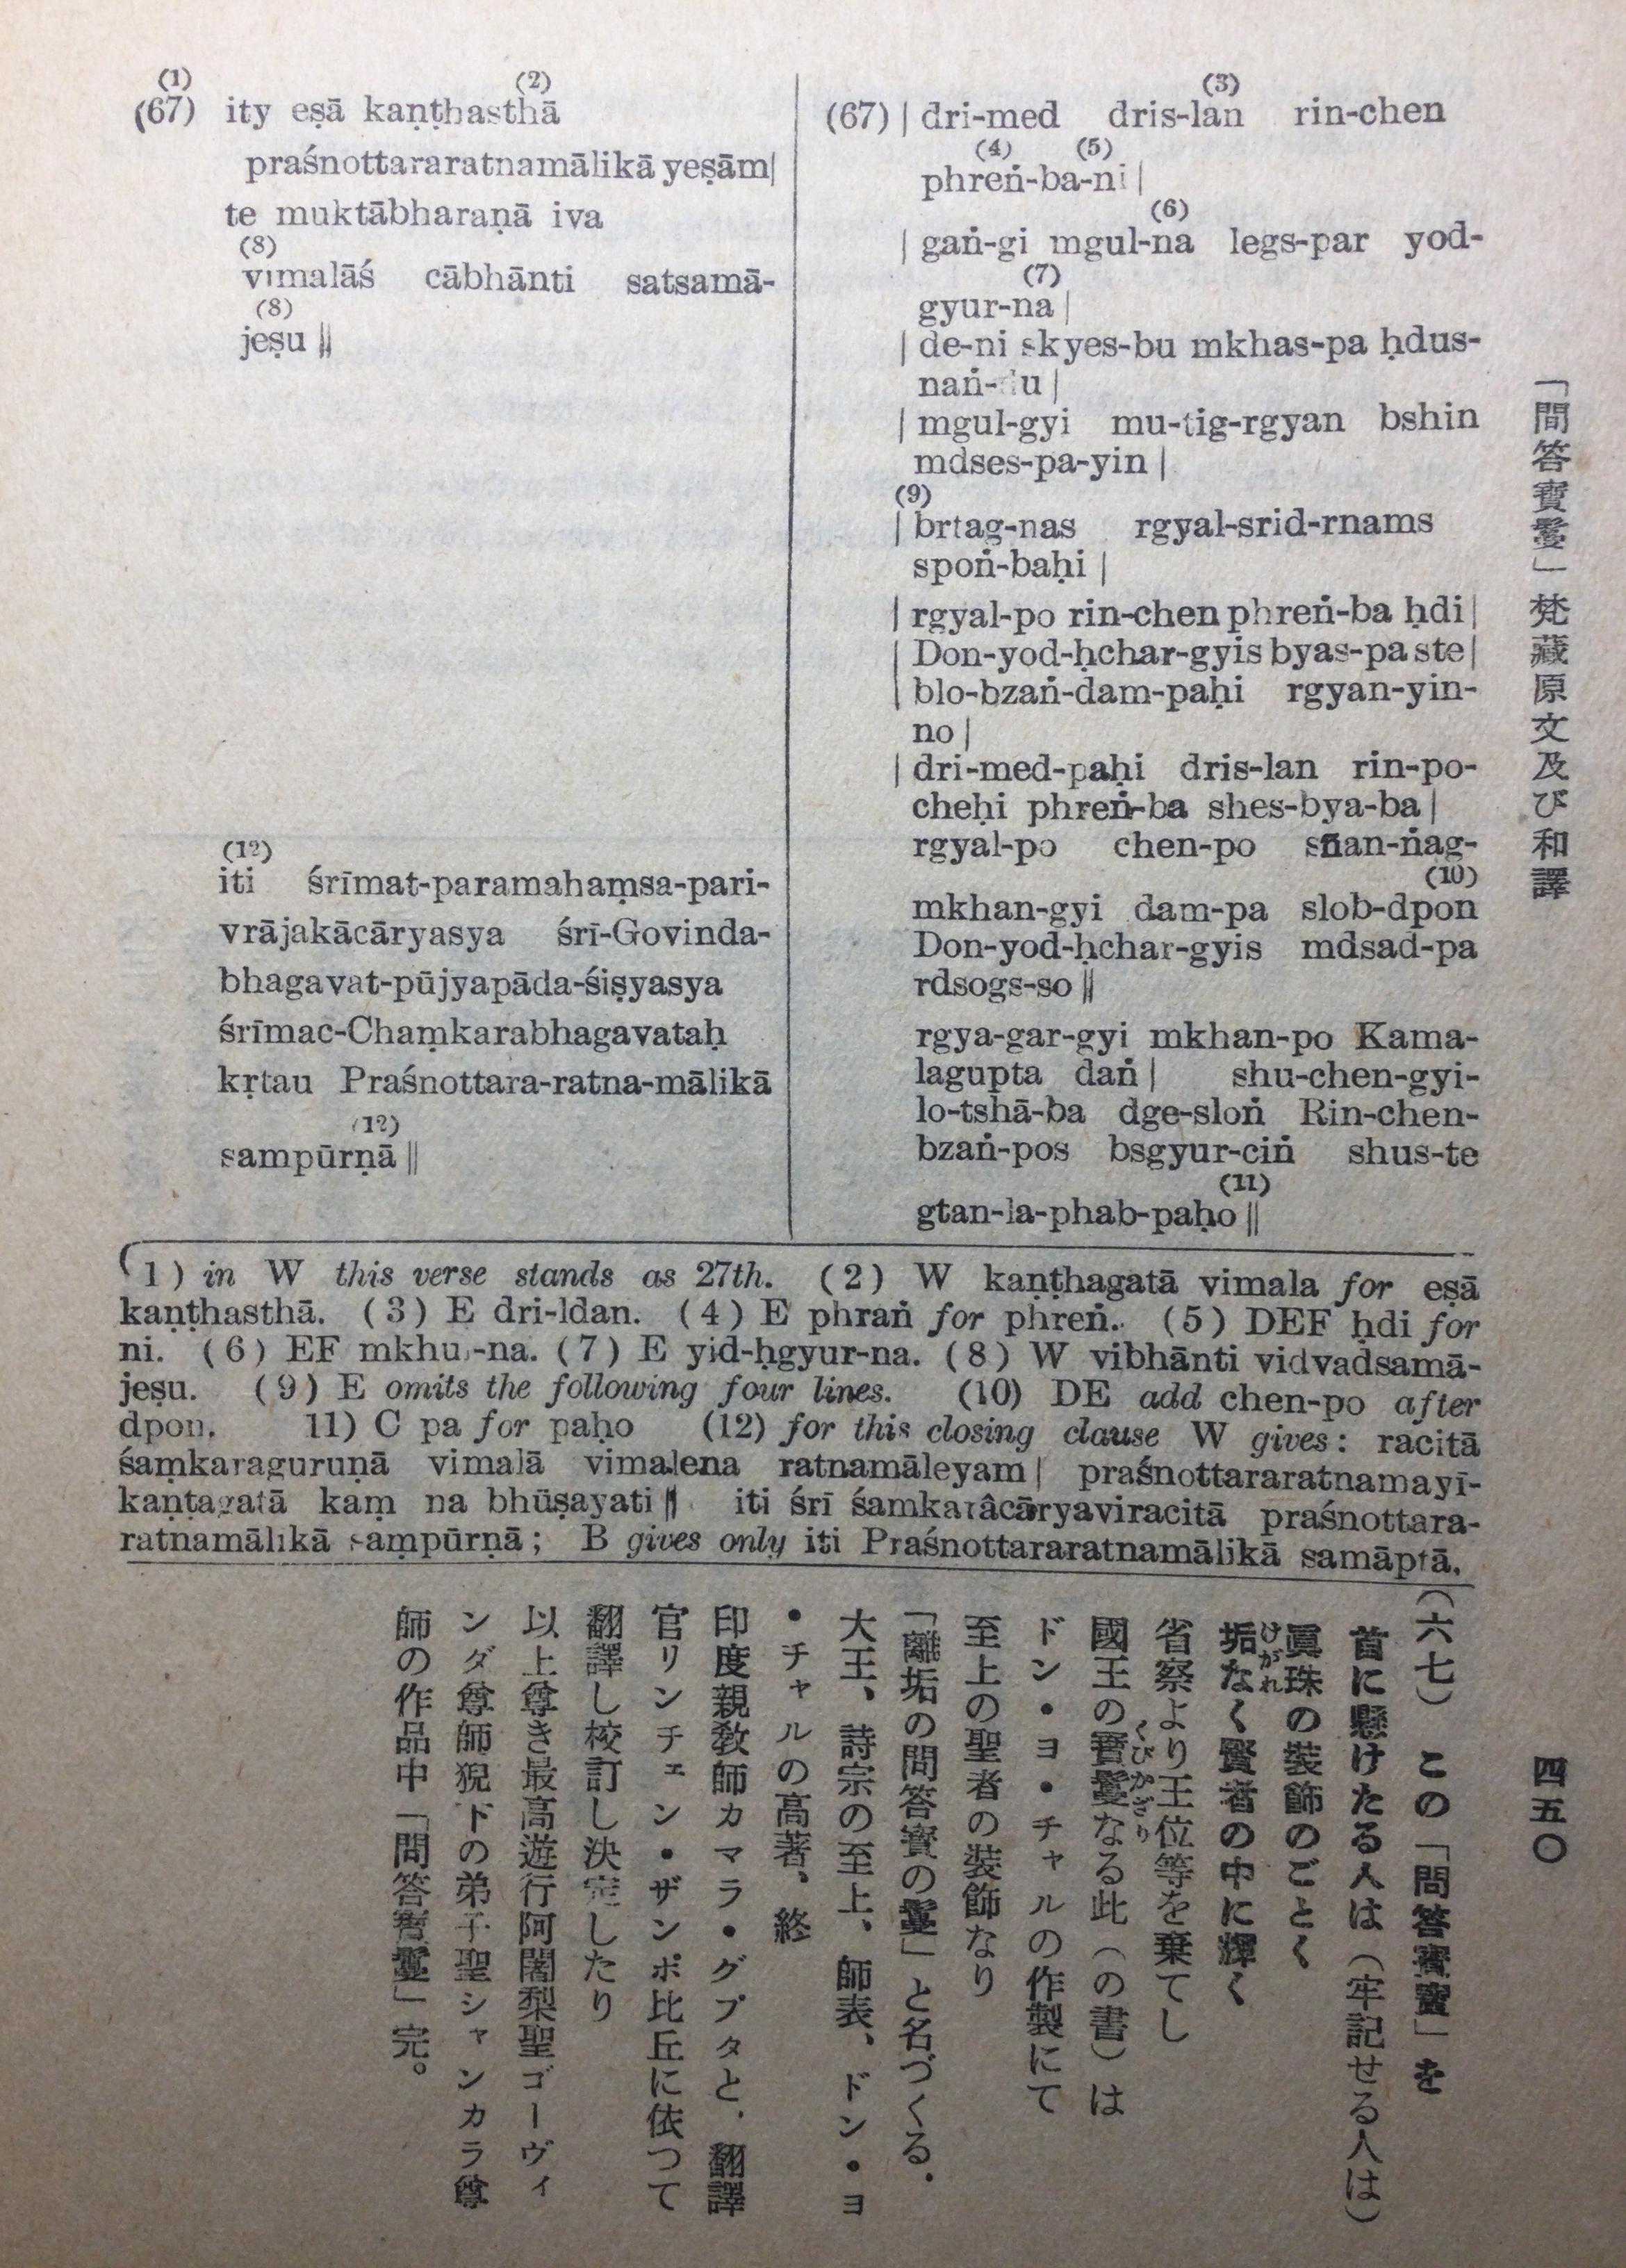 「問答寶鬘」梵藏原文及び和譯
四五〇
(1) (2)
(67) ity eṣā kaṇṭhasthā
praśnottararatnamālikā yeṣām|
te muktābharaṇā iva
(8)
vimalāś cābhānti satsamā-
(8)
jeṣu ||
(12)
iti śrīmat-paramahaṃsa-pari-
vrājakācāryasya śrī-Govinda-
bhagavat-pūjyapāda-śiṣyasya
śrīmac-Chaṃkarabhagavataḥ
kṛtau Praśnottara-ratna-mālikā
(12)
sampūrṇā ||
(3)
(67) | dri-med dris-lan rin-chen
(4) (5)
phreṅ-ba-ni |
(6)
| gaṅ-gi mgul-na legs-par yod-
(7)
gyur-na |
| de-ni skyes-bu mkhas-pa ḥdus-
naṅ-du |
| mgul-gyi mu-tig-rgyan bshin
mdses-pa-yin |
(9)
| brtag-nas rgyal-srid-rnams
spoṅ-baḥi |
| rgyal-po rin-chen phreṅ-ba ḥdi |
| Don-yod-ḥchar-gyis byas-pa ste |
| blo-bzaṅ-dam-paḥi rgyan-yin-
no |
| dri-med-paḥi dris-lan rin-po-
cheḥi phreṅ-ba shes-bya-ba |
rgyal-po chen-po sñan-ṅag-
(10)
mkhan-gyi dam-pa slob-dpon
Don-yod-ḥchar-gyis mdsad-pa
rdsogs-so ||
rgya-gar-gyi mkhan-po Kama-
lagupta daṅ | shu-chen-gyi-
lo-tshā-ba dge-sloṅ Rin-chen-
bzaṅ-pos bsgyur-ciṅ shus-te
(11)
gtan-la-phab-paḥo ||
(1) in W this verse stands as 27th. (2) W kaṇṭhagatā vimala for eṣā
kaṇṭhasthā. (3) E dri-ldan. (4) E phraṅ for phreṅ. (5) DEF ḥdi for
ni. (6) EF mkhu-na. (7) E yid-ḥgyur-na. (8) W vibhānti vidvadsamā-
jeṣu. (9) E omits the following four lines. (10) DE add chen-po after
dpon. 11) C pa for paḥo (12) for this closing clause W gives: racitā
śaṃkaraguruṇā vimalā vimalena ratnamāleyam | praśnottararatnamayī-
kaṇṭagatā kaṃ na bhūṣayati || iti śrī śamkarâcāryaviracitā praśnottara-
ratnamālikā saṃpūrṇā; B gives only iti Praśnottararatnamālikā samāptā.
(六七) この「問答寶鬘」を
首に懸けたる人は(牢記せる人は)
眞珠の裝飾のごとく
垢なく賢者の中に輝く
省察より王位等を棄てし
國王の寶鬘なる此(の書)は
ドン・ヨ・チャルの作製にて
至上の聖者の裝飾なり
「離垢の問答寶の鬘」と名づくる.
大王、詩宗の至上、師表、ドン・ヨ
・チャルの高著、終
印度親敎師カマラ・グプタと、翻譯
官リンチェン・ザンポ比丘に依つて
翻譯し校訂し決定したり
以上尊き最高遊行阿闍梨聖ゴーヴィ
ンダ尊師猊下の弟子聖シャンカラ尊
師の作品中「問答寶鬘」完。